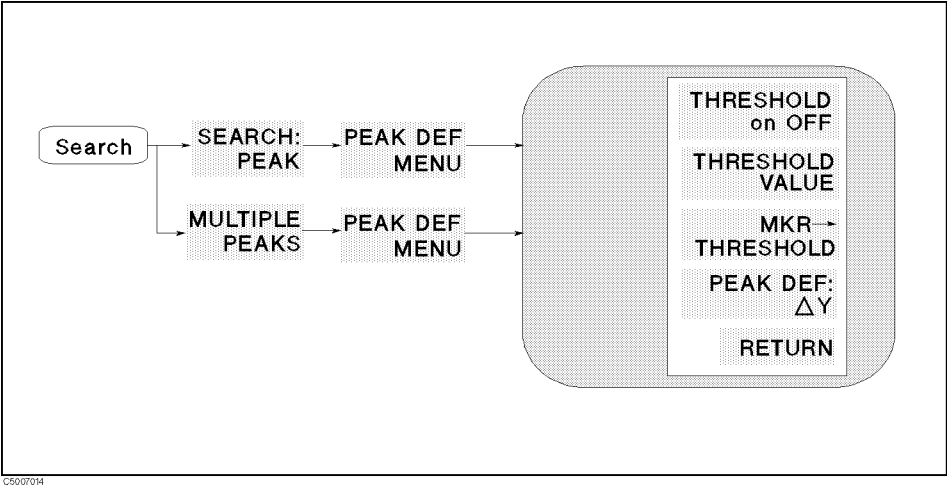 Search
SEARCH:
PEAK
PEAK DEF
MENU
MULTIPLE
PEAKS
PEAK DEF
MENU
THRESHOLD
on OFF
THRESHOLD
VALUE
MKR→
THRESHOLD
PEAK DEF:
△Y
RETURN
C5007014